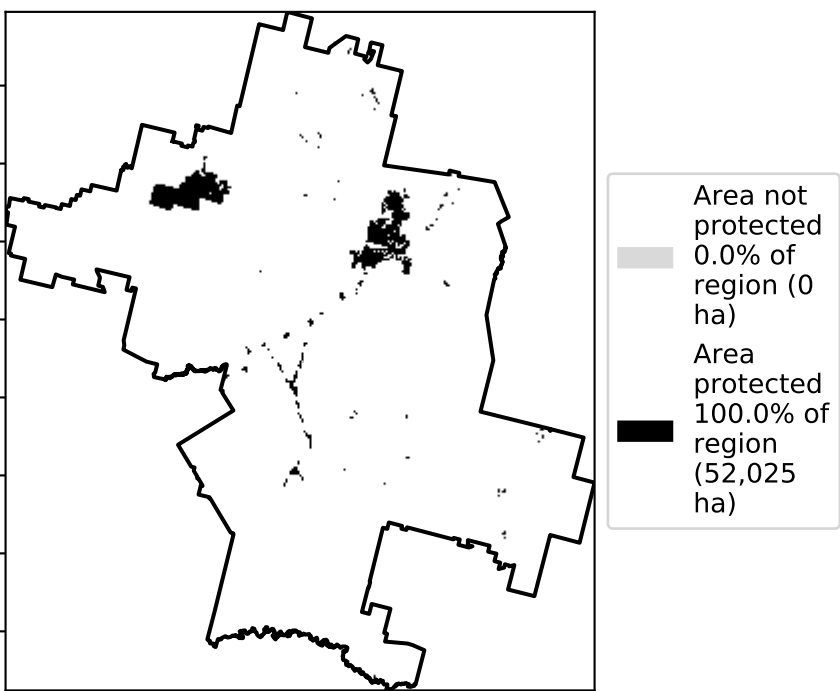 Area not
protected
0.0% of
region (0
ha)
Area
protected
100.0% of
region
(52,025
ha)